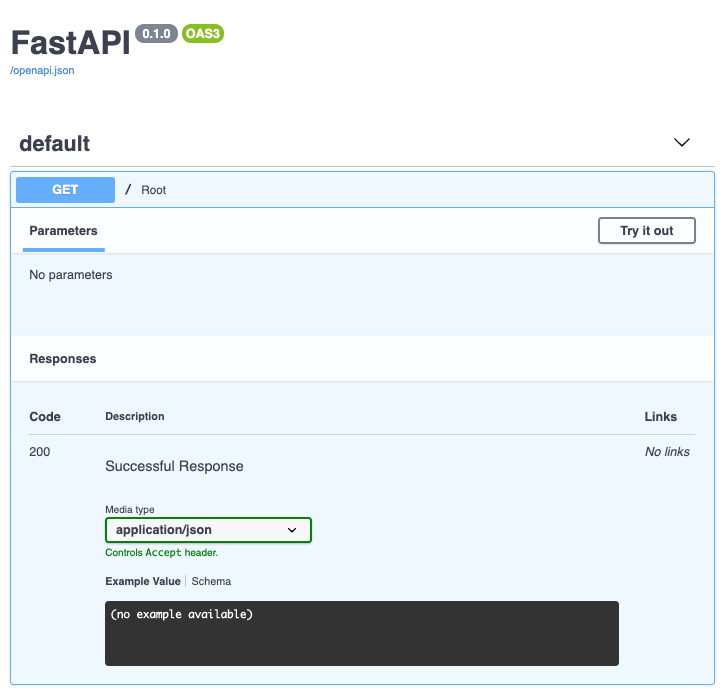 FastAPI 0.1.0 OAS3
/openapi.json
default
GET / Root
Parameters Try it out
No parameters
Responses
Code Description Links
200 No links
Successful Response
Media type
application/json
Controls Accept header.
Example Value Schema
(no example available)